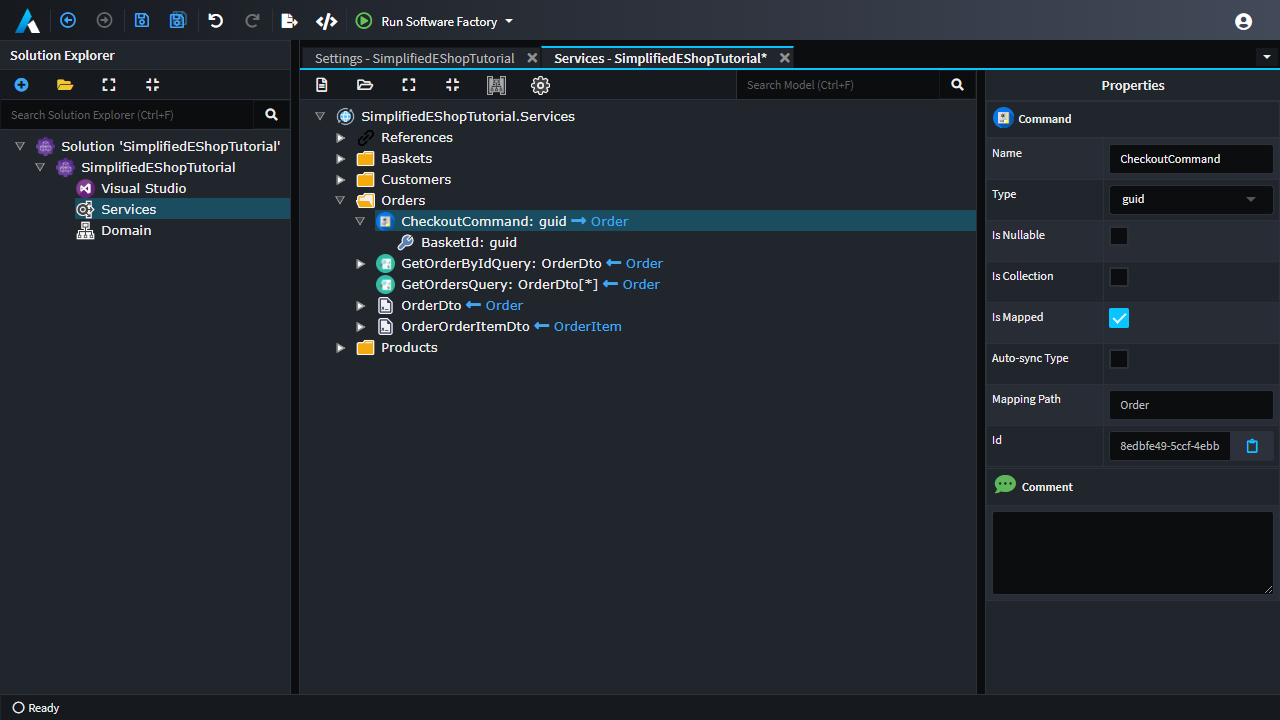 Run Software Factory
Solution Explorer
Search Solution Explorer (Ctrl+F)
Solution 'SimplifiedEShopTutorial'
SimplifiedEShopTutorial
Visual Studio
Services
Domain
Settings - SimplifiedEShopTutorial
Services - SimplifiedEShopTutorial*
Search Model (Ctrl+F)
SimplifiedEShopTutorial.Services
References
Baskets
Customers
Orders
CheckoutCommand: guid → Order
BasketId: guid
GetOrderByIdQuery: OrderDto ← Order
GetOrdersQuery: OrderDto[*] ← Order
OrderDto ← Order
OrderOrderItemDto ← OrderItem
Products
Properties
Command
Name CheckoutCommand
Type guid
Is Nullable
Is Collection
Is Mapped
Auto-sync Type
Mapping Path Order
Id 8edbfe49-5ccf-4ebb
Comment
Ready